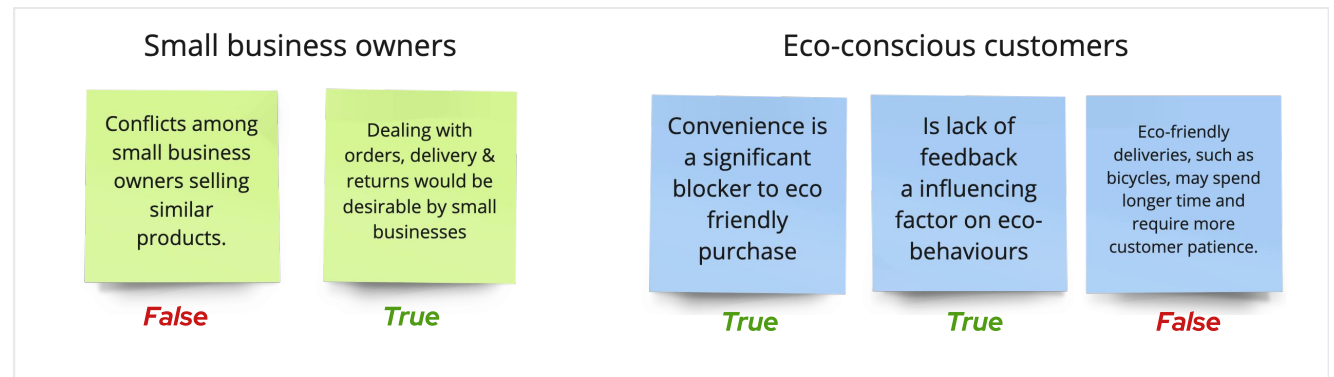 Small business owners
Eco-conscious customers
Conflicts among
small business
owners selling
similar
products.
False
Dealing with
orders, delivery &
returns would be
desirable by small
businesses
True
Convenience is
a significant
blocker to eco
friendly
purchase
True
Is lack of
feedback
a influencing
factor on eco-
behaviours
True
Eco-friendly
deliveries, such as
bicycles, may spend
longer time and
require more
customer patience.
False